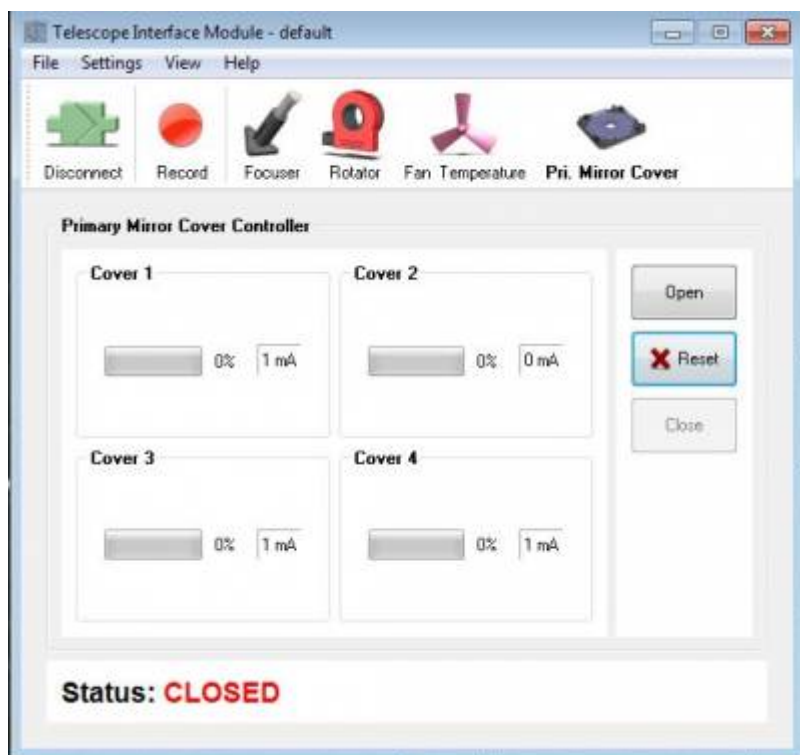 Telescope Interface Module - default
File Settings View Help
Disconnect Record Focuser Rotator Fan Temperature Pri. Mirror Cover
Primary Mirror Cover Controller
Cover 1
0% 1 mA
Cover 2
0% 0 mA
Cover 3
0% 1 mA
Cover 4
0% 1 mA
Open
Reset
Close
Status: CLOSED